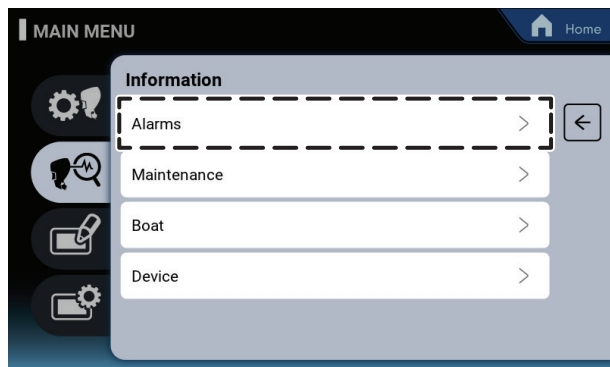 MAIN MENU
Home
Information
Alarms
Maintenance
Boat
Device